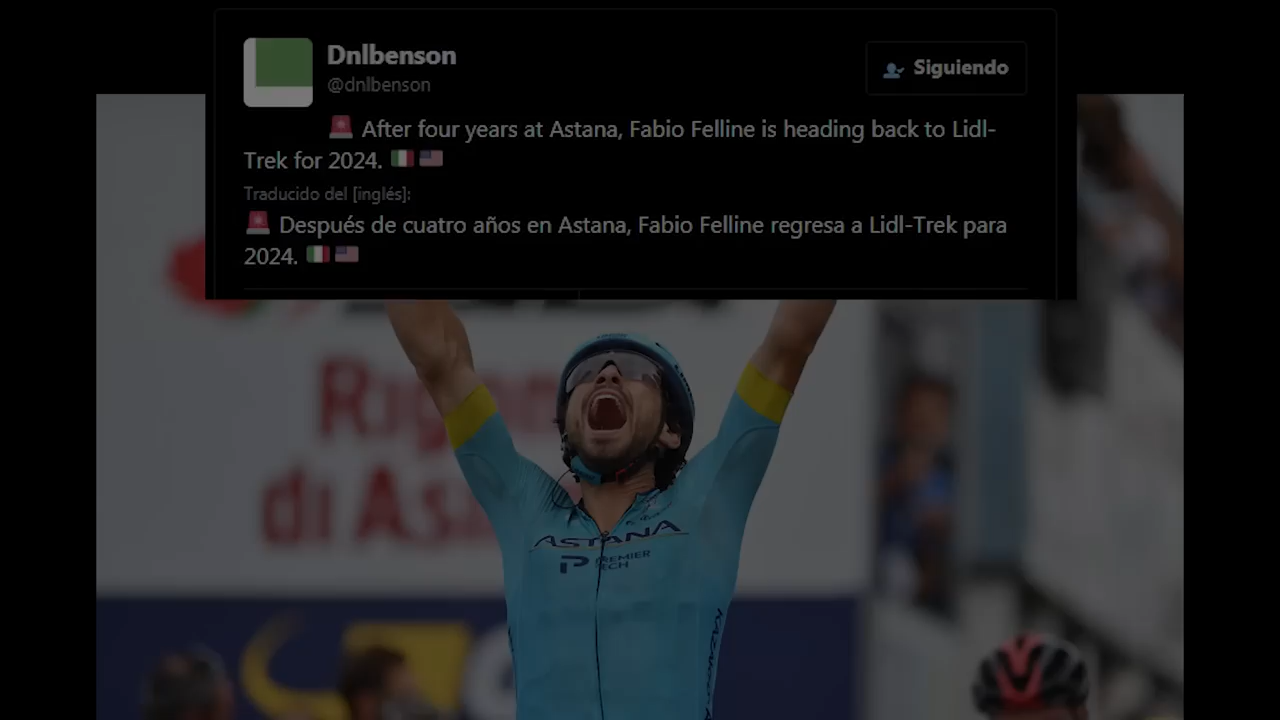 Dnlbenson
@dnlbenson
Siguiendo
🚨 After four years at Astana, Fabio Felline is heading back to Lidl-
Trek for 2024. 🇮🇹 🇺🇸
Traducido del [inglés]:
🚨 Después de cuatro años en Astana, Fabio Felline regresa a Lidl-Trek para
2024. 🇮🇹 🇺🇸
di
ASTANA
PREMIER
TECH